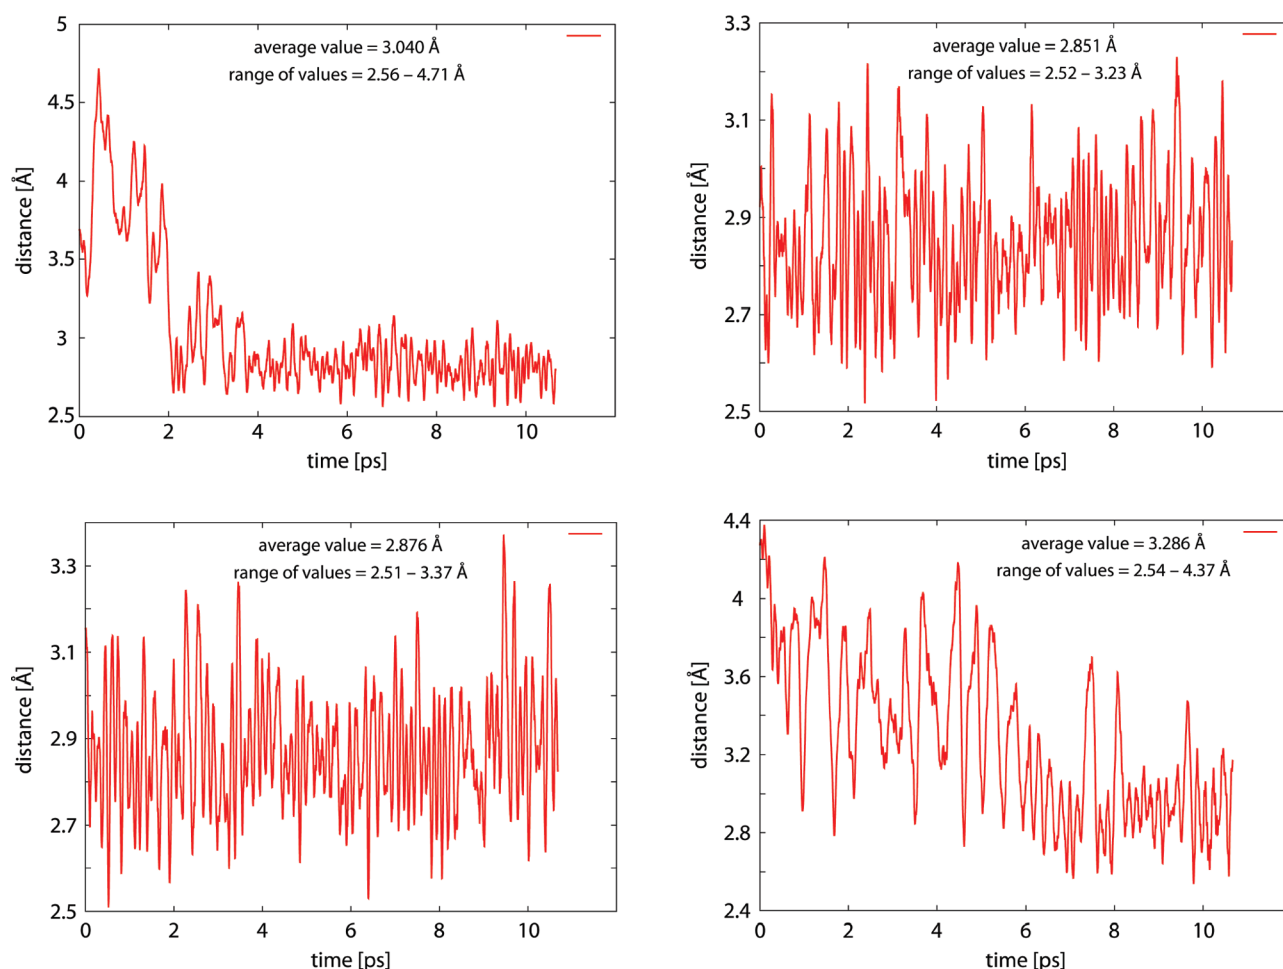 average value = 3.040 Å
range of values = 2.56 – 4.71 Å
5
4.5
4
3.5
3
2.5
distance [Å]
0 2 4 6 8 10
time [ps]
average value = 2.851 Å
range of values = 2.52 – 3.23 Å
3.3
3.1
2.9
2.7
2.5
distance [Å]
0 2 4 6 8 10
time [ps]
average value = 2.876 Å
range of values = 2.51 – 3.37 Å
3.3
3.1
2.9
2.7
2.5
distance [Å]
0 2 4 6 8 10
time [ps]
average value = 3.286 Å
range of values = 2.54 – 4.37 Å
4.4
4
3.6
3.2
2.8
2.4
distance [Å]
0 2 4 6 8 10
time [ps]